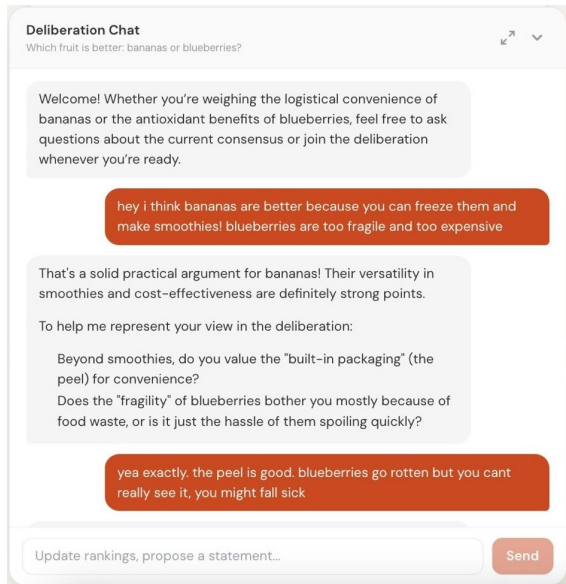 Deliberation Chat
Which fruit is better: bananas or blueberries?
Welcome! Whether you're weighing the logistical convenience of
bananas or the antioxidant benefits of blueberries, feel free to ask
questions about the current consensus or join the deliberation
whenever you're ready.
hey i think bananas are better because you can freeze them and
make smoothies! blueberries are too fragile and too expensive
That's a solid practical argument for bananas! Their versatility in
smoothies and cost-effectiveness are definitely strong points.
To help me represent your view in the deliberation:
Beyond smoothies, do you value the "built-in packaging" (the
peel) for convenience?
Does the "fragility" of blueberries bother you mostly because of
food waste, or is it just the hassle of them spoiling quickly?
yea exactly. the peel is good. blueberries go rotten but you cant
really see it, you might fall sick
Update rankings, propose a statement...
Send